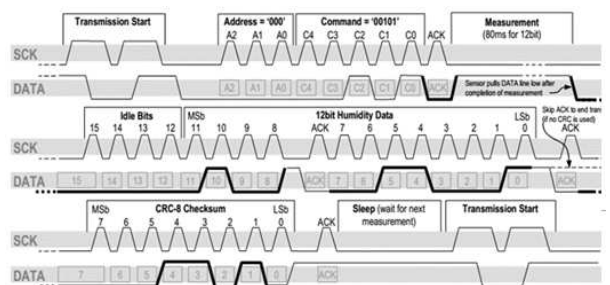 Transmission Start Address = '000' Command = '00101' Measurement
(80ms for 12bit)
A2 A1 A0 C4 C3 C2 C1 C0 ACK
SCK
DATA A2 A1 A0 C4 C3 C2 C1 C0 ACK Sensor pulls DATA line low after
completion of measurement
Idle Bits MSb 12bit Humidity Data LSb Skip ACK to end tran
(if no CRC is used)
15 14 13 12 11 10 9 8 ACK 7 6 5 4 3 2 1 0 ACK
SCK
DATA 15 14 13 12 11 10 9 8 ACK 7 6 5 4 3 2 1 0 ACK
MSb CRC-8 Checksum LSb Sleep (wait for next
measurement) Transmission Start
7 6 5 4 3 2 1 0 ACK
SCK
DATA 7 6 5 4 3 2 1 0 ACK